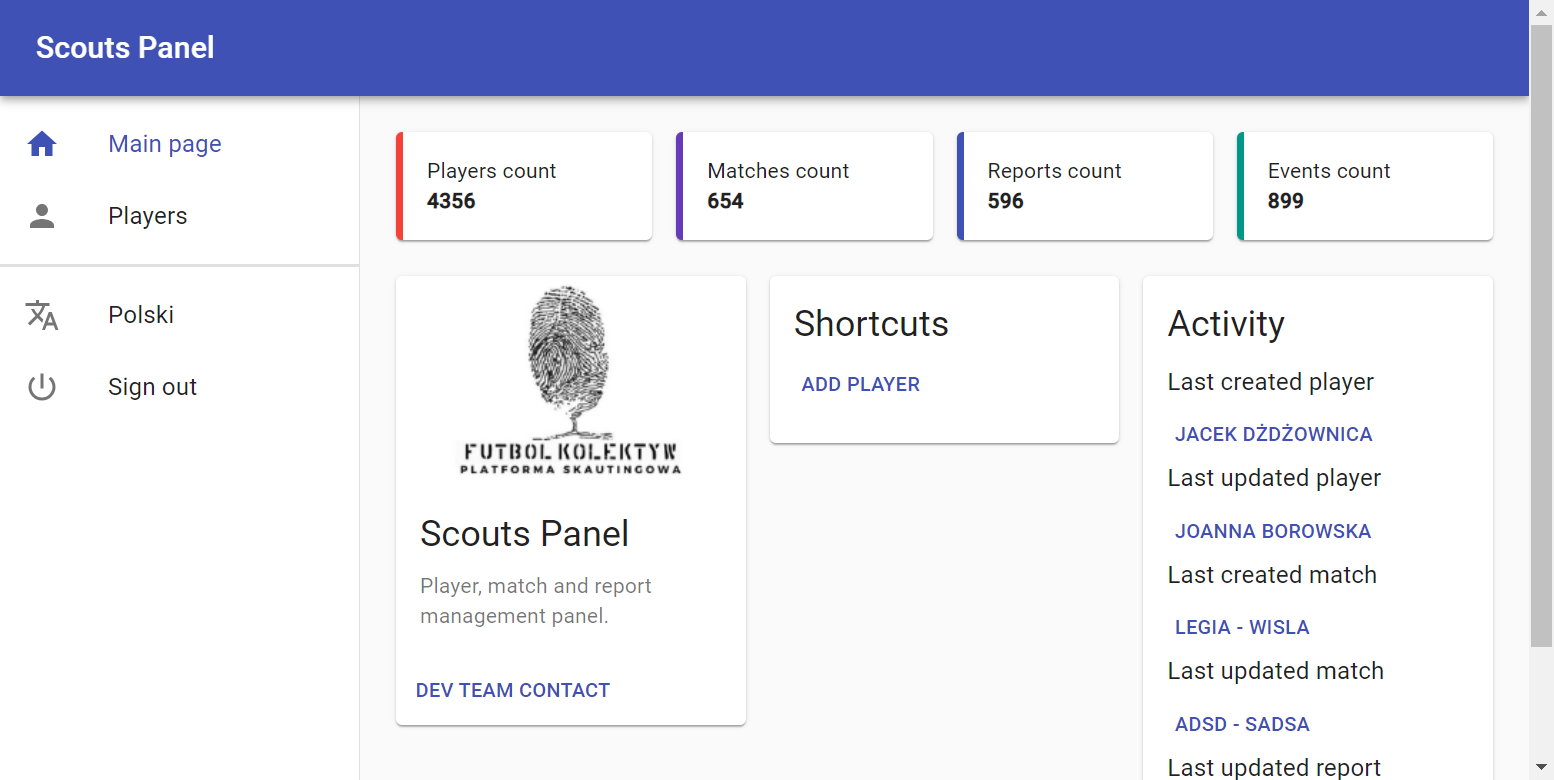 Scouts Panel
Main page
Players
Polski
Sign out
Players count
4356
Matches count
654
Reports count
596
Events count
899
FUTBOL KOLEKTYW
PLATFORMA SKAUTINGOWA
Scouts Panel
Player, match and report
management panel.
DEV TEAM CONTACT
Shortcuts
ADD PLAYER
Activity
Last created player
JACEK DŻDŻOWNICA
Last updated player
JOANNA BOROWSKA
Last created match
LEGIA - WISLA
Last updated match
ADSD - SADSA
Last updated report